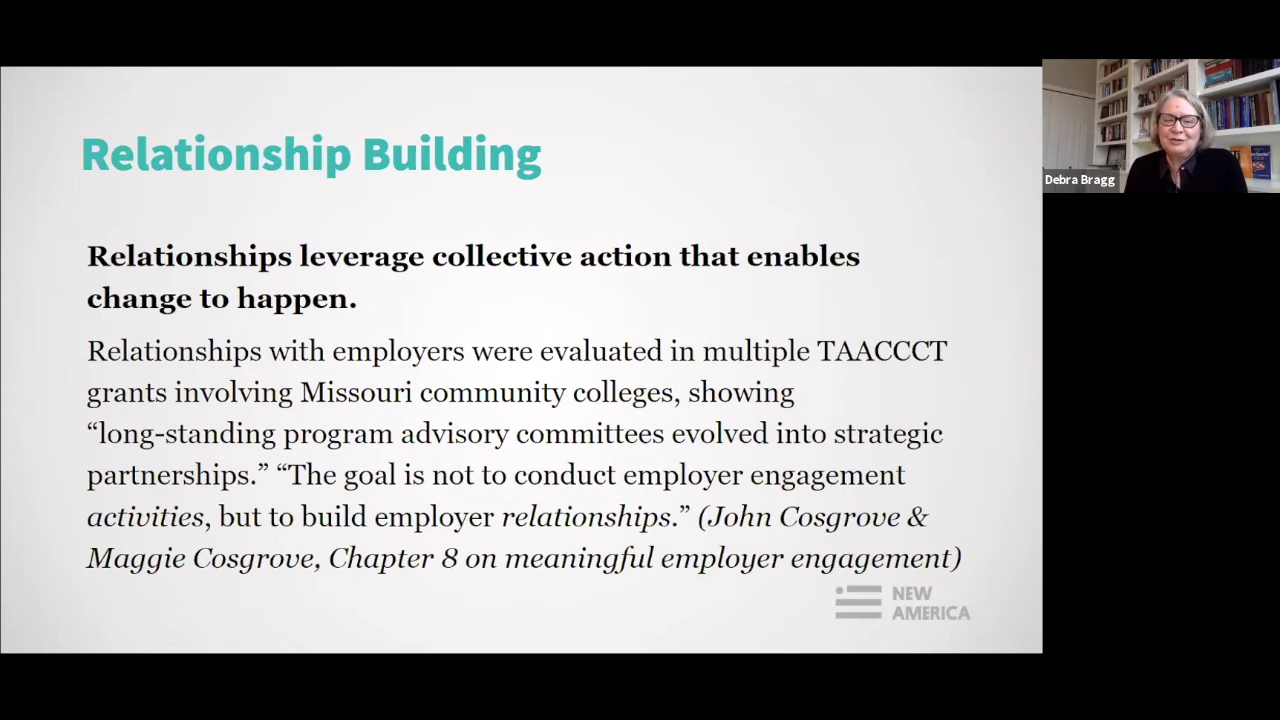 Relationship Building
Relationships leverage collective action that enables
change to happen.
Relationships with employers were evaluated in multiple TAACCCT
grants involving Missouri community colleges, showing
“long-standing program advisory committees evolved into strategic
partnerships.” “The goal is not to conduct employer engagement
activities, but to build employer relationships.” (John Cosgrove &
Maggie Cosgrove, Chapter 8 on meaningful employer engagement)
NEW
AMERICA
Debra Bragg